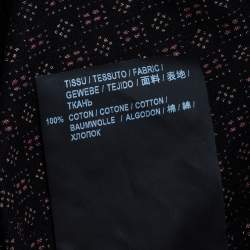 TISSU / TESSUTO / FABRIC /
GEWEBE / TEJIDO / 面料 / 表地 /
ТКАНЬ
100% COTON / COTONE / COTTON /
BAUMWOLLE / ALGODON / 棉 / 綿 /
ХЛОПОК